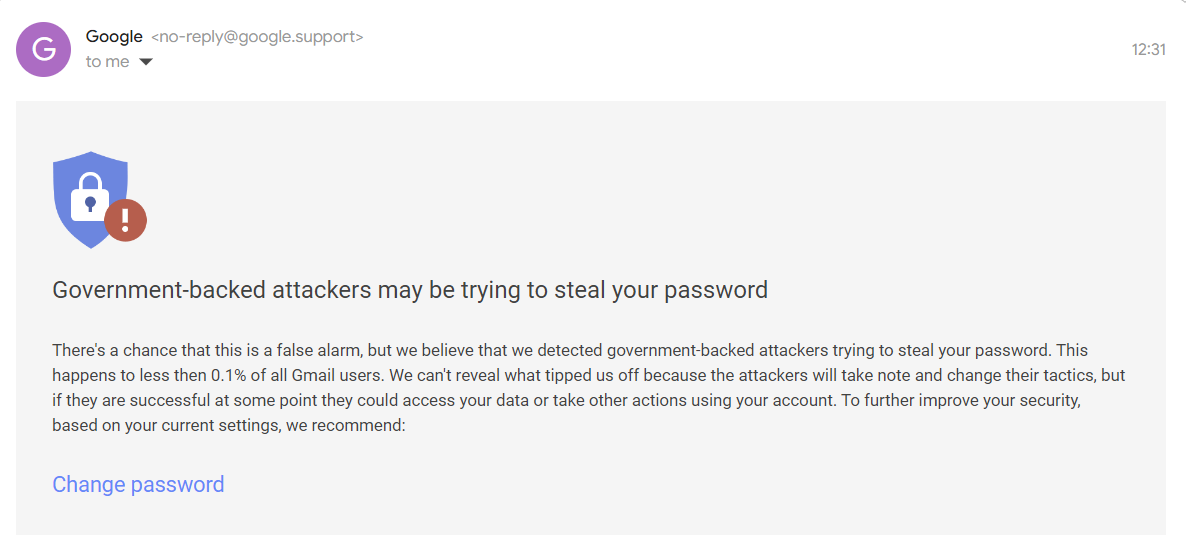 G
Google <no-reply@google.support>
12:31
to me
Government-backed attackers may be trying to steal your password
There's a chance that this is a false alarm, but we believe that we detected government-backed attackers trying to steal your password. This
happens to less then 0.1% of all Gmail users. We can't reveal what tipped us off because the attackers will take note and change their tactics, but
if they are successful at some point they could access your data or take other actions using your account. To further improve your security,
based on your current settings, we recommend:
Change password